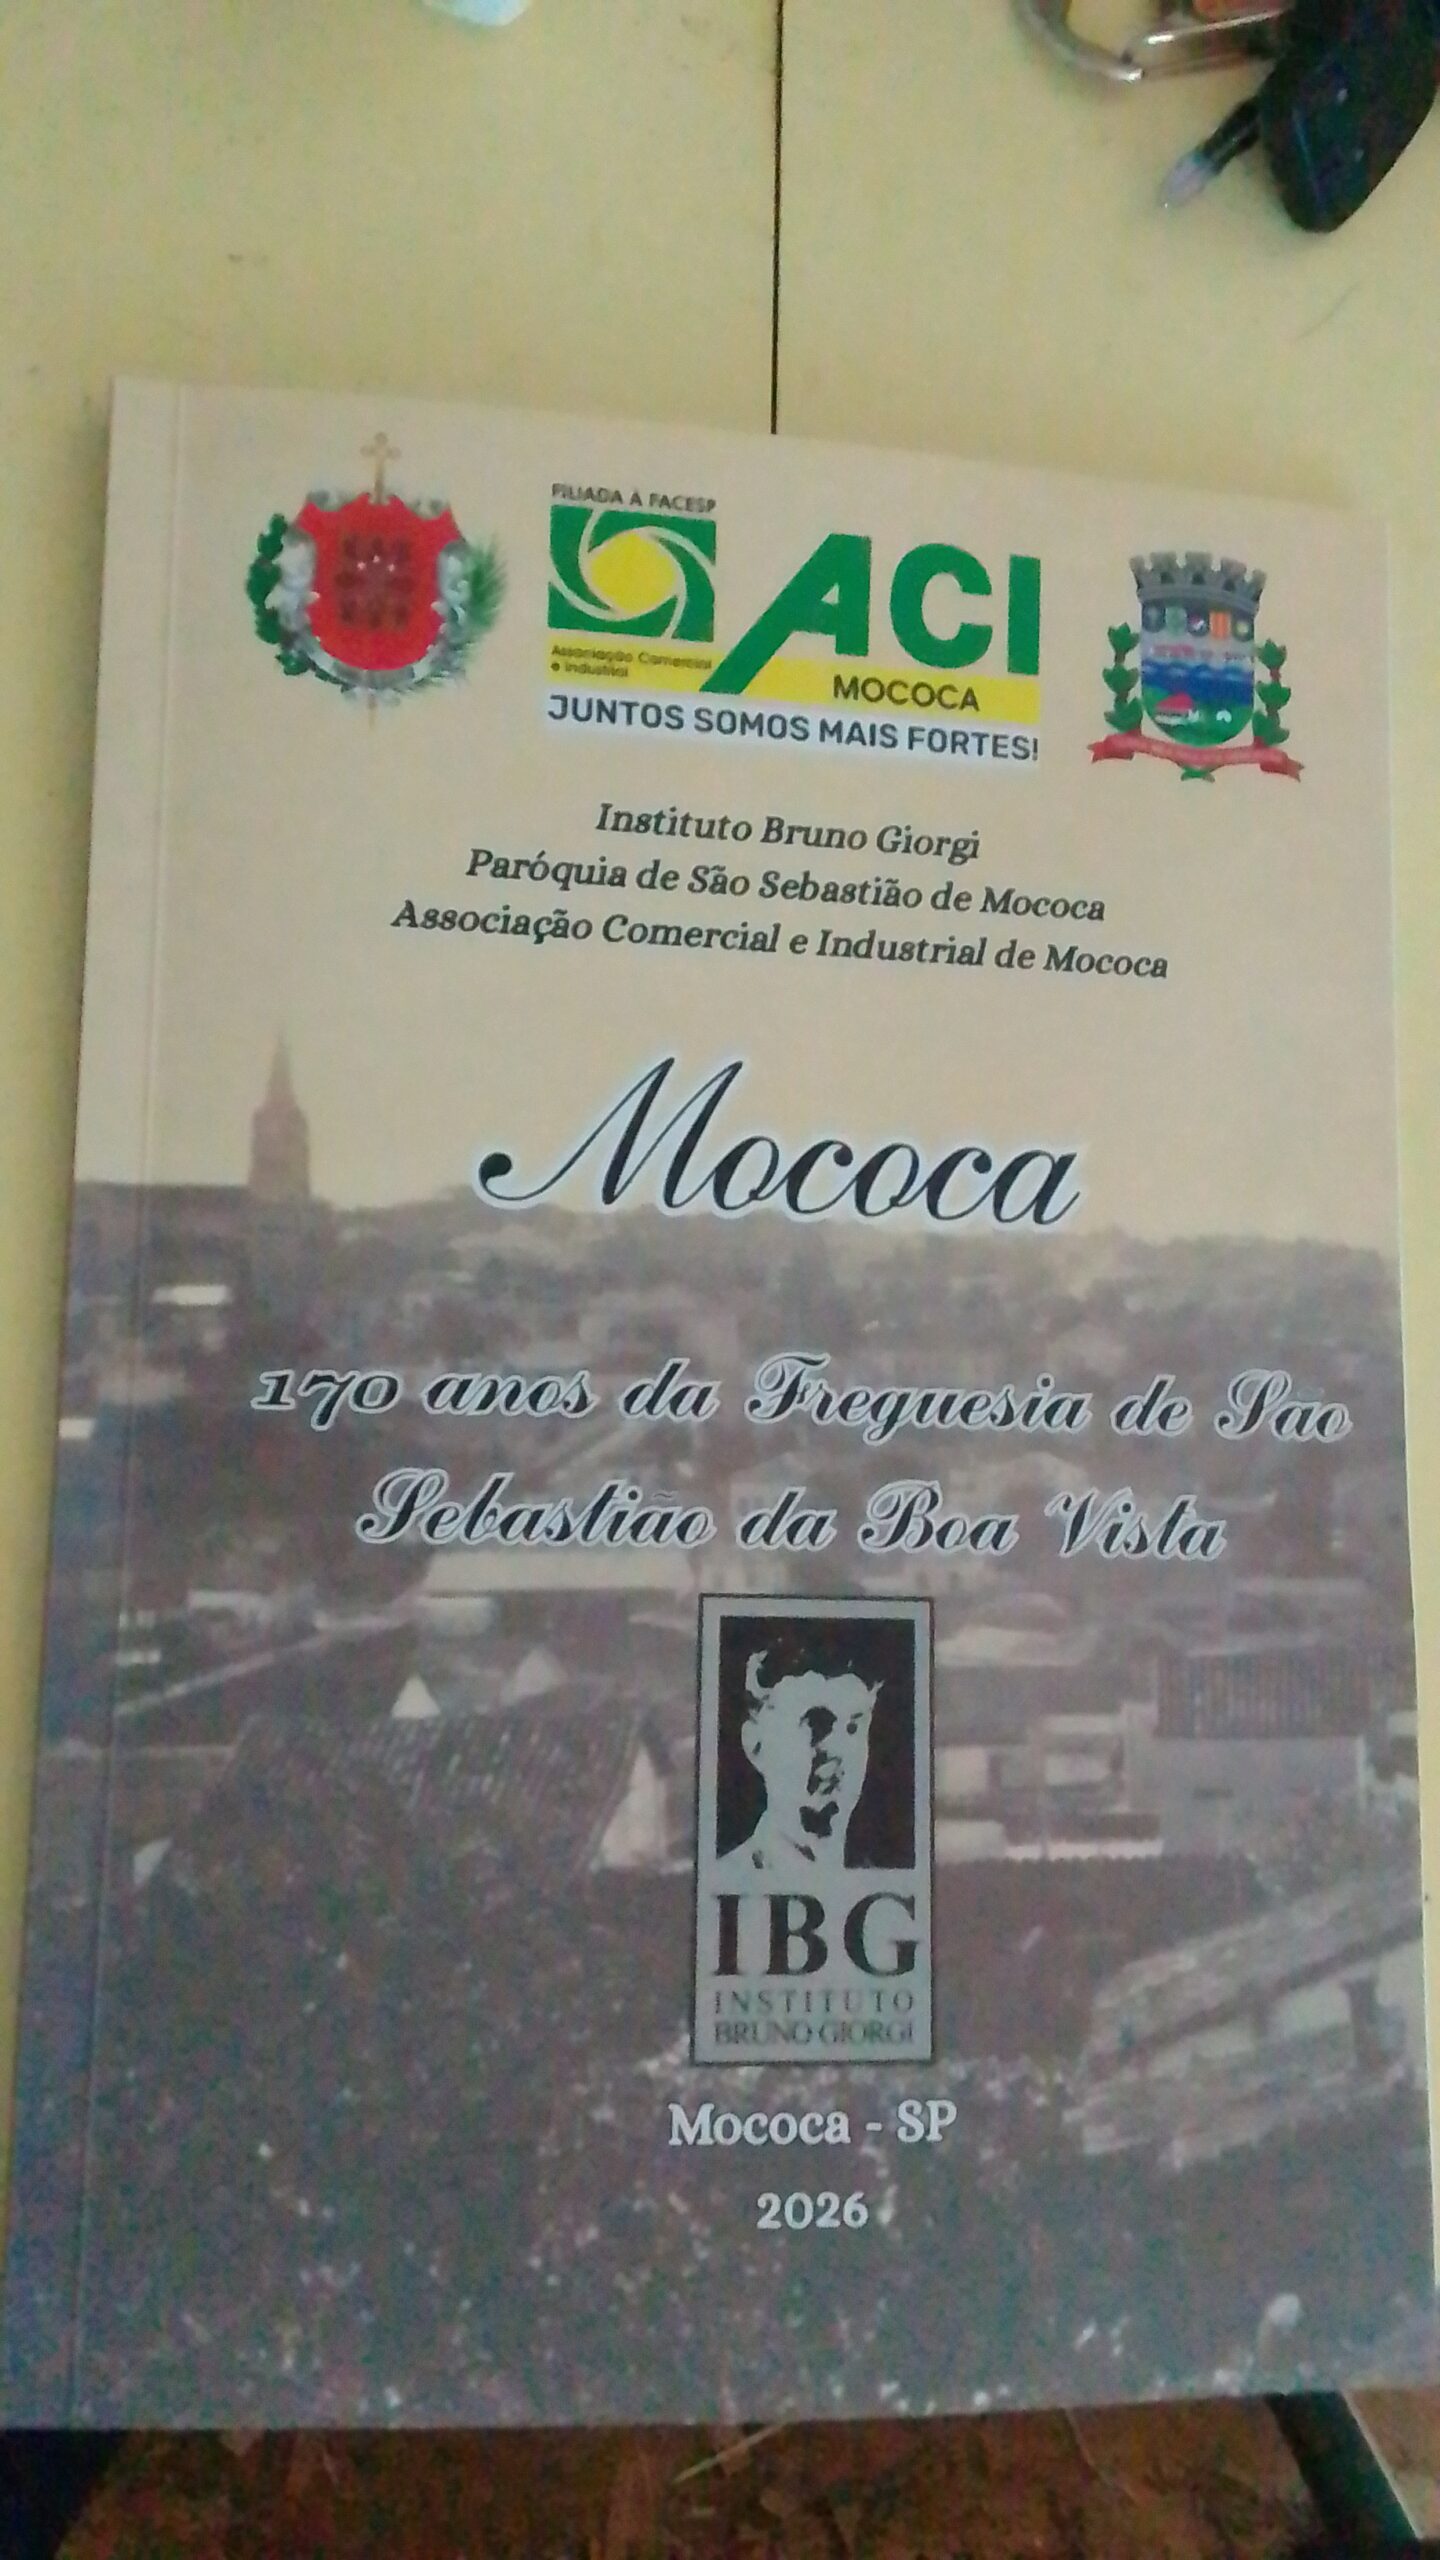 FILIADA À FACESP
ACI
Associação Comercial
e Industrial
MOCOCA
JUNTOS SOMOS MAIS FORTES!
Instituto Bruno Giorgi
Paróquia de São Sebastião de Mococa
Associação Comercial e Industrial de Mococa
Mococa
170 anos da Freguesia de São
Sebastião da Boa Vista
IBG
INSTITUTO
BRUNO GIORGI
Mococa - SP
2026